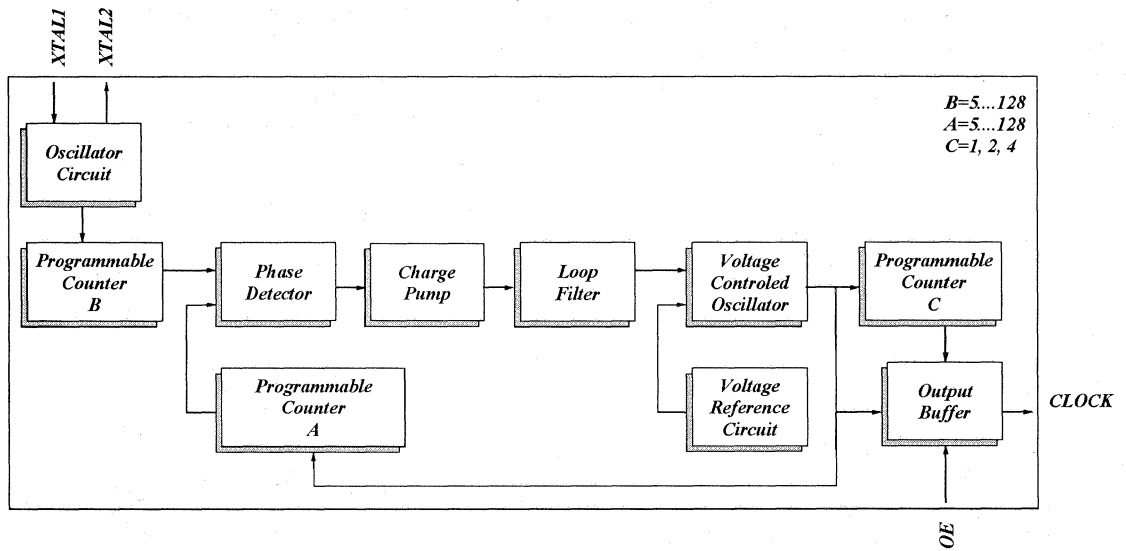 XTAL1
XTAL2
B=5....128
A=5....128
C=1, 2, 4
Oscillator
Circuit
Programmable
Counter
B
Phase
Detector
Charge
Pump
Loop
Filter
Voltage
Controled
Oscillator
Programmable
Counter
C
Programmable
Counter
A
Voltage
Reference
Circuit
Output
Buffer
CLOCK
OE